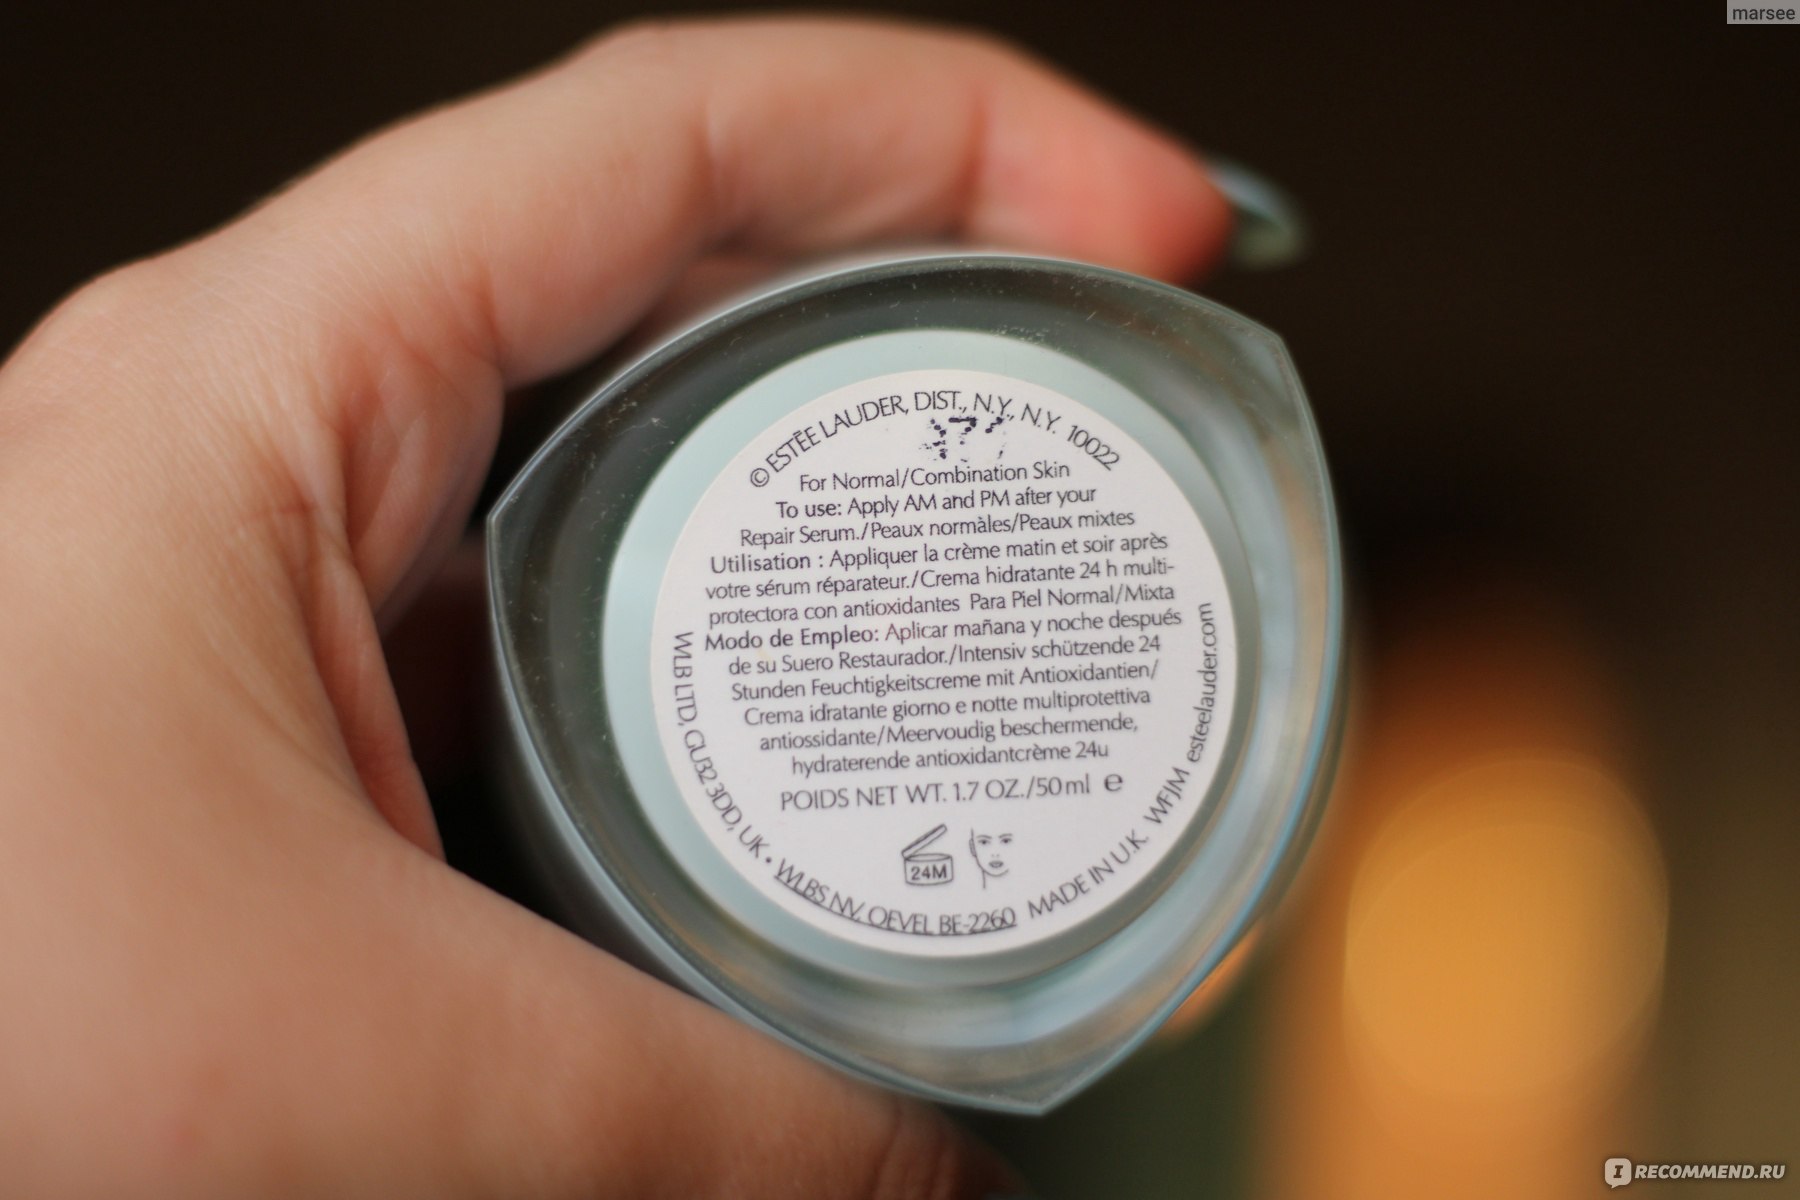 marsee
© ESTĒE LAUDER, DIST., N.Y., N.Y. 10022
For Normal/Combination Skin
To use: Apply AM and PM after your
Repair Serum./Peaux normàles/Peaux mixtes
Utilisation : Appliquer la crème matin et soir après
votre sérum réparateur./Crema hidratante 24 h multi-
protectora con antioxidantes Para Piel Normal/Mixta
Modo de Empleo: Aplicar mañana y noche después
de su Suero Restaurador./Intensiv schützende 24
Stunden Feuchtigkeitscreme mit Antioxidantien/
Crema idratante giorno e notte multiprotettiva
antiossidante/Meervoudig beschermende,
hydraterende antioxidantcrème 24u
POIDS NET WT. 1.7 OZ./50 ml e
24M
WLB LTD, GU32 3DD, UK • WLBS NV, OEVEL BE-2260 MADE IN U.K. WFJM esteelauder.com
I RECOMMEND.RU